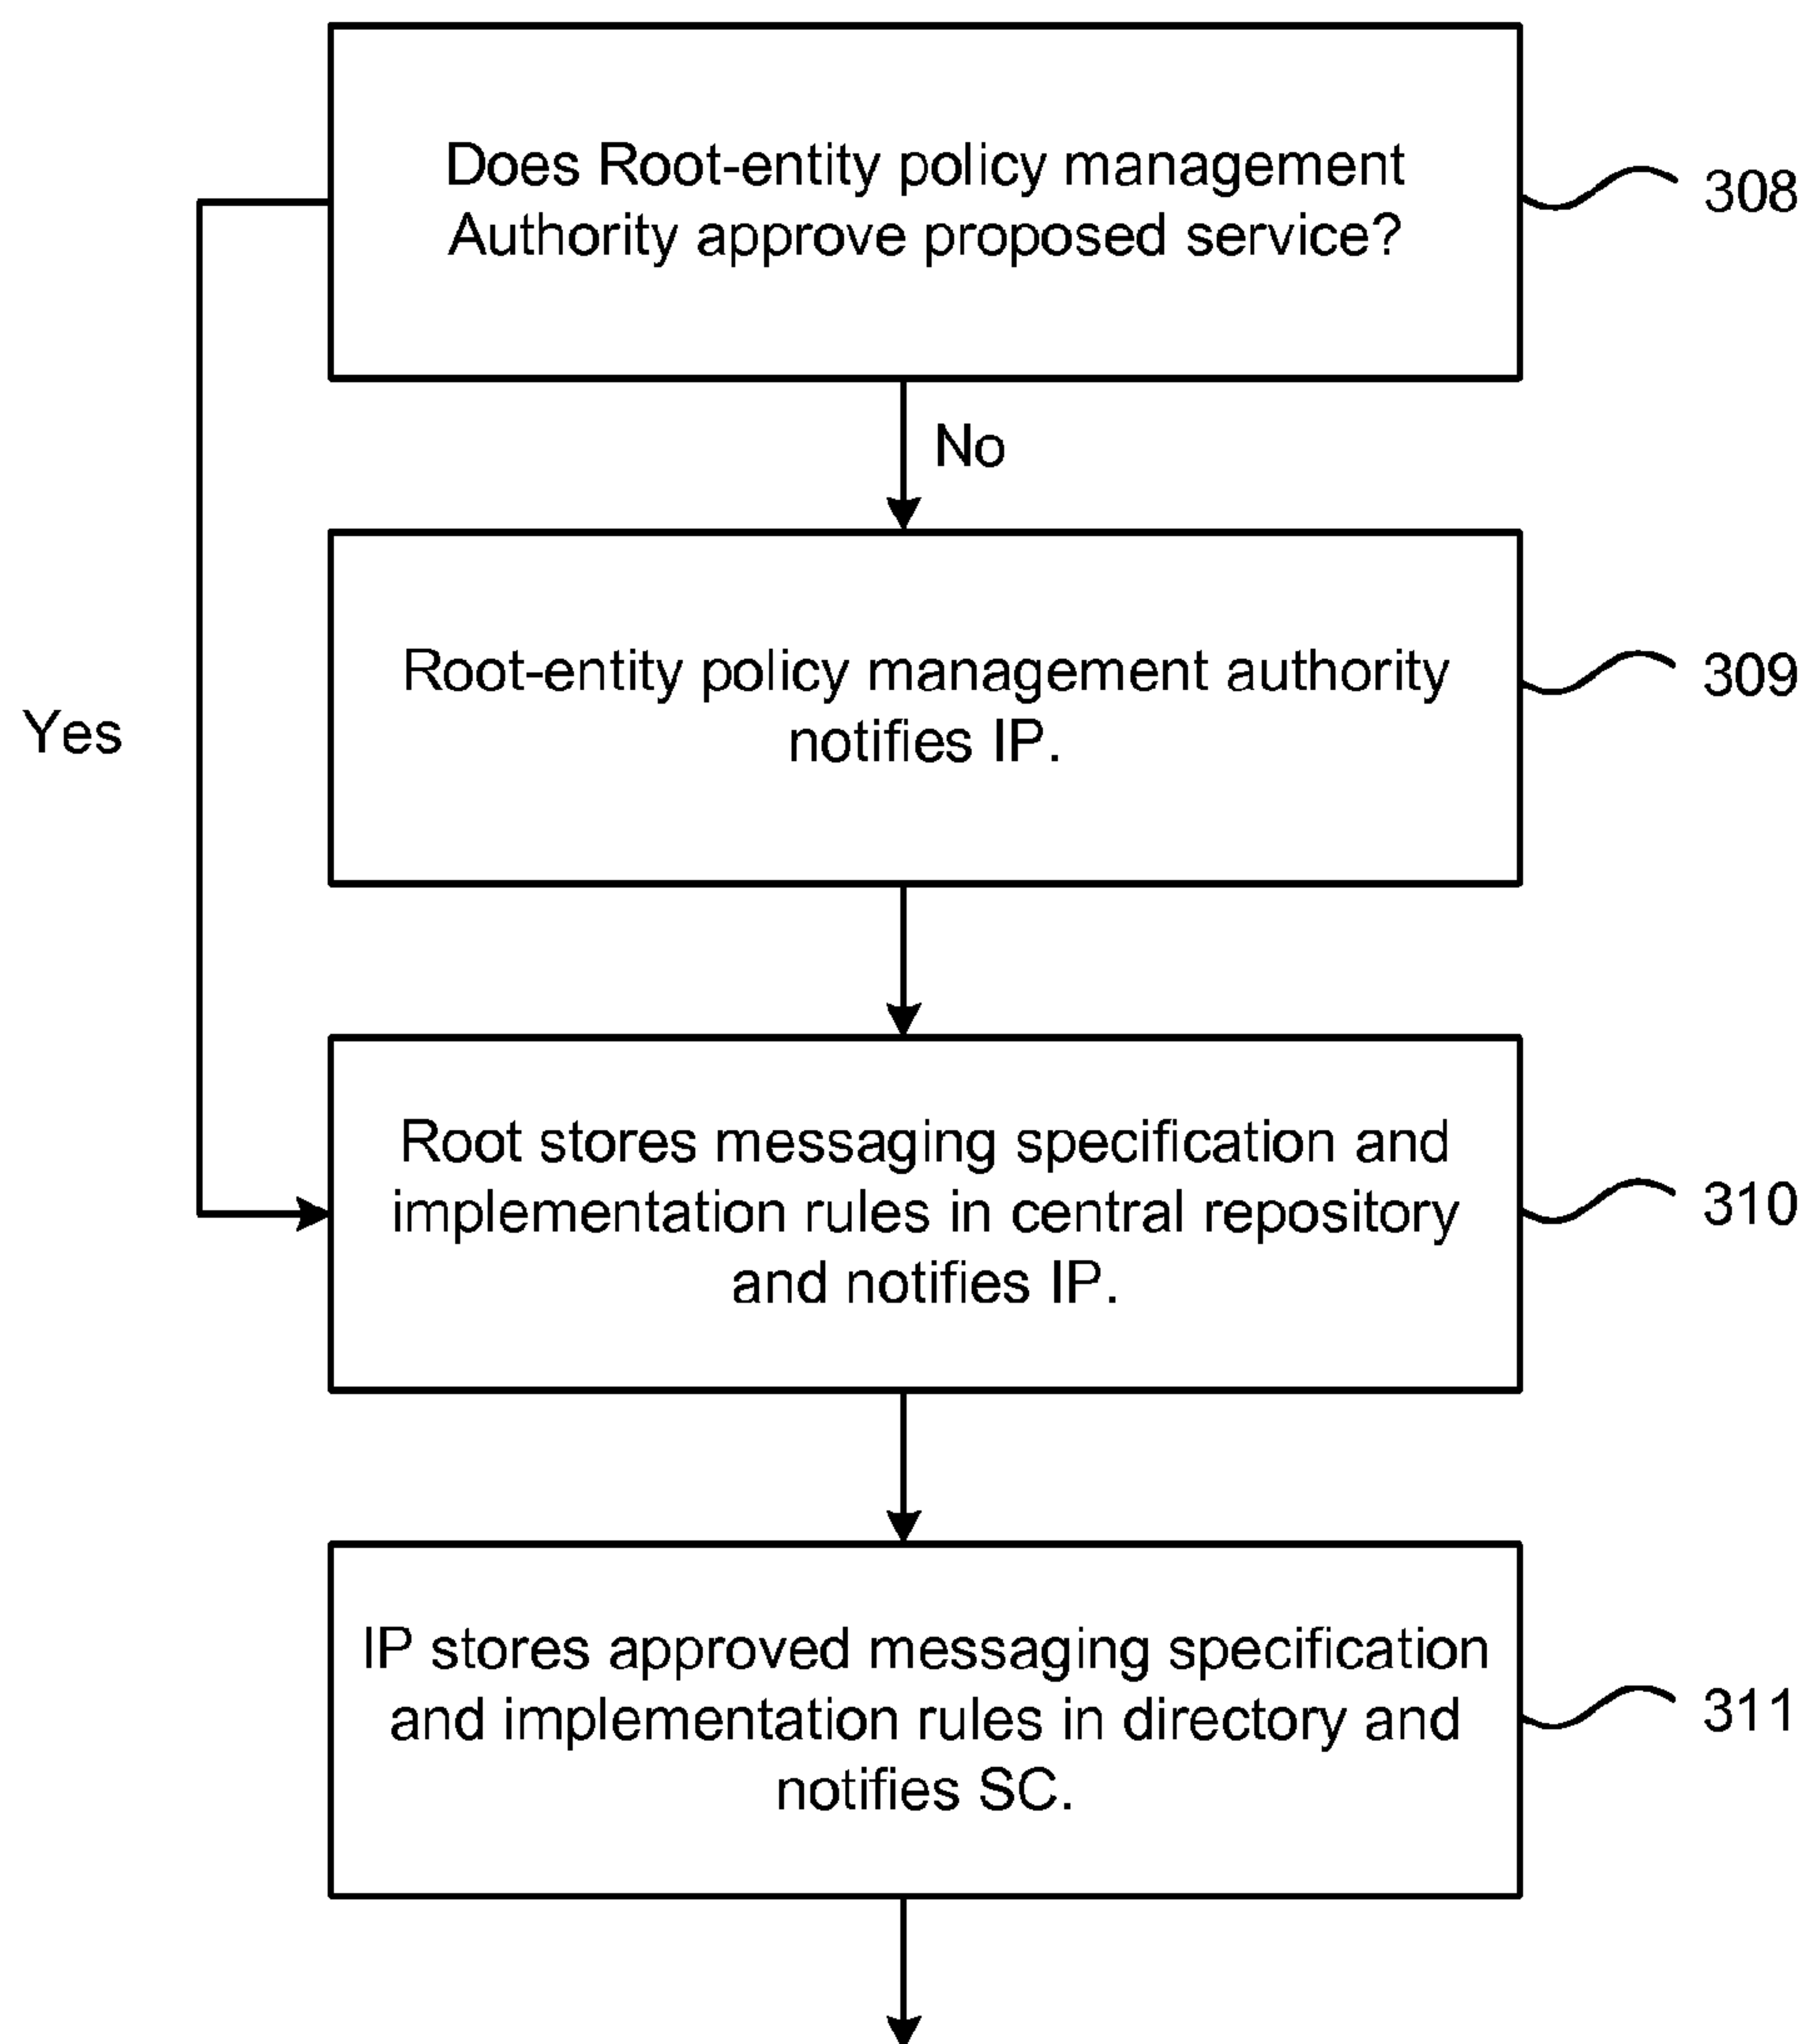 Does Root-entity policy management
Authority approve proposed service?
308
No
Root-entity policy management authority
notifies IP.
309
Yes
Root stores messaging specification and
implementation rules in central repository
and notifies IP.
310
IP stores approved messaging specification
and implementation rules in directory and
notifies SC.
311